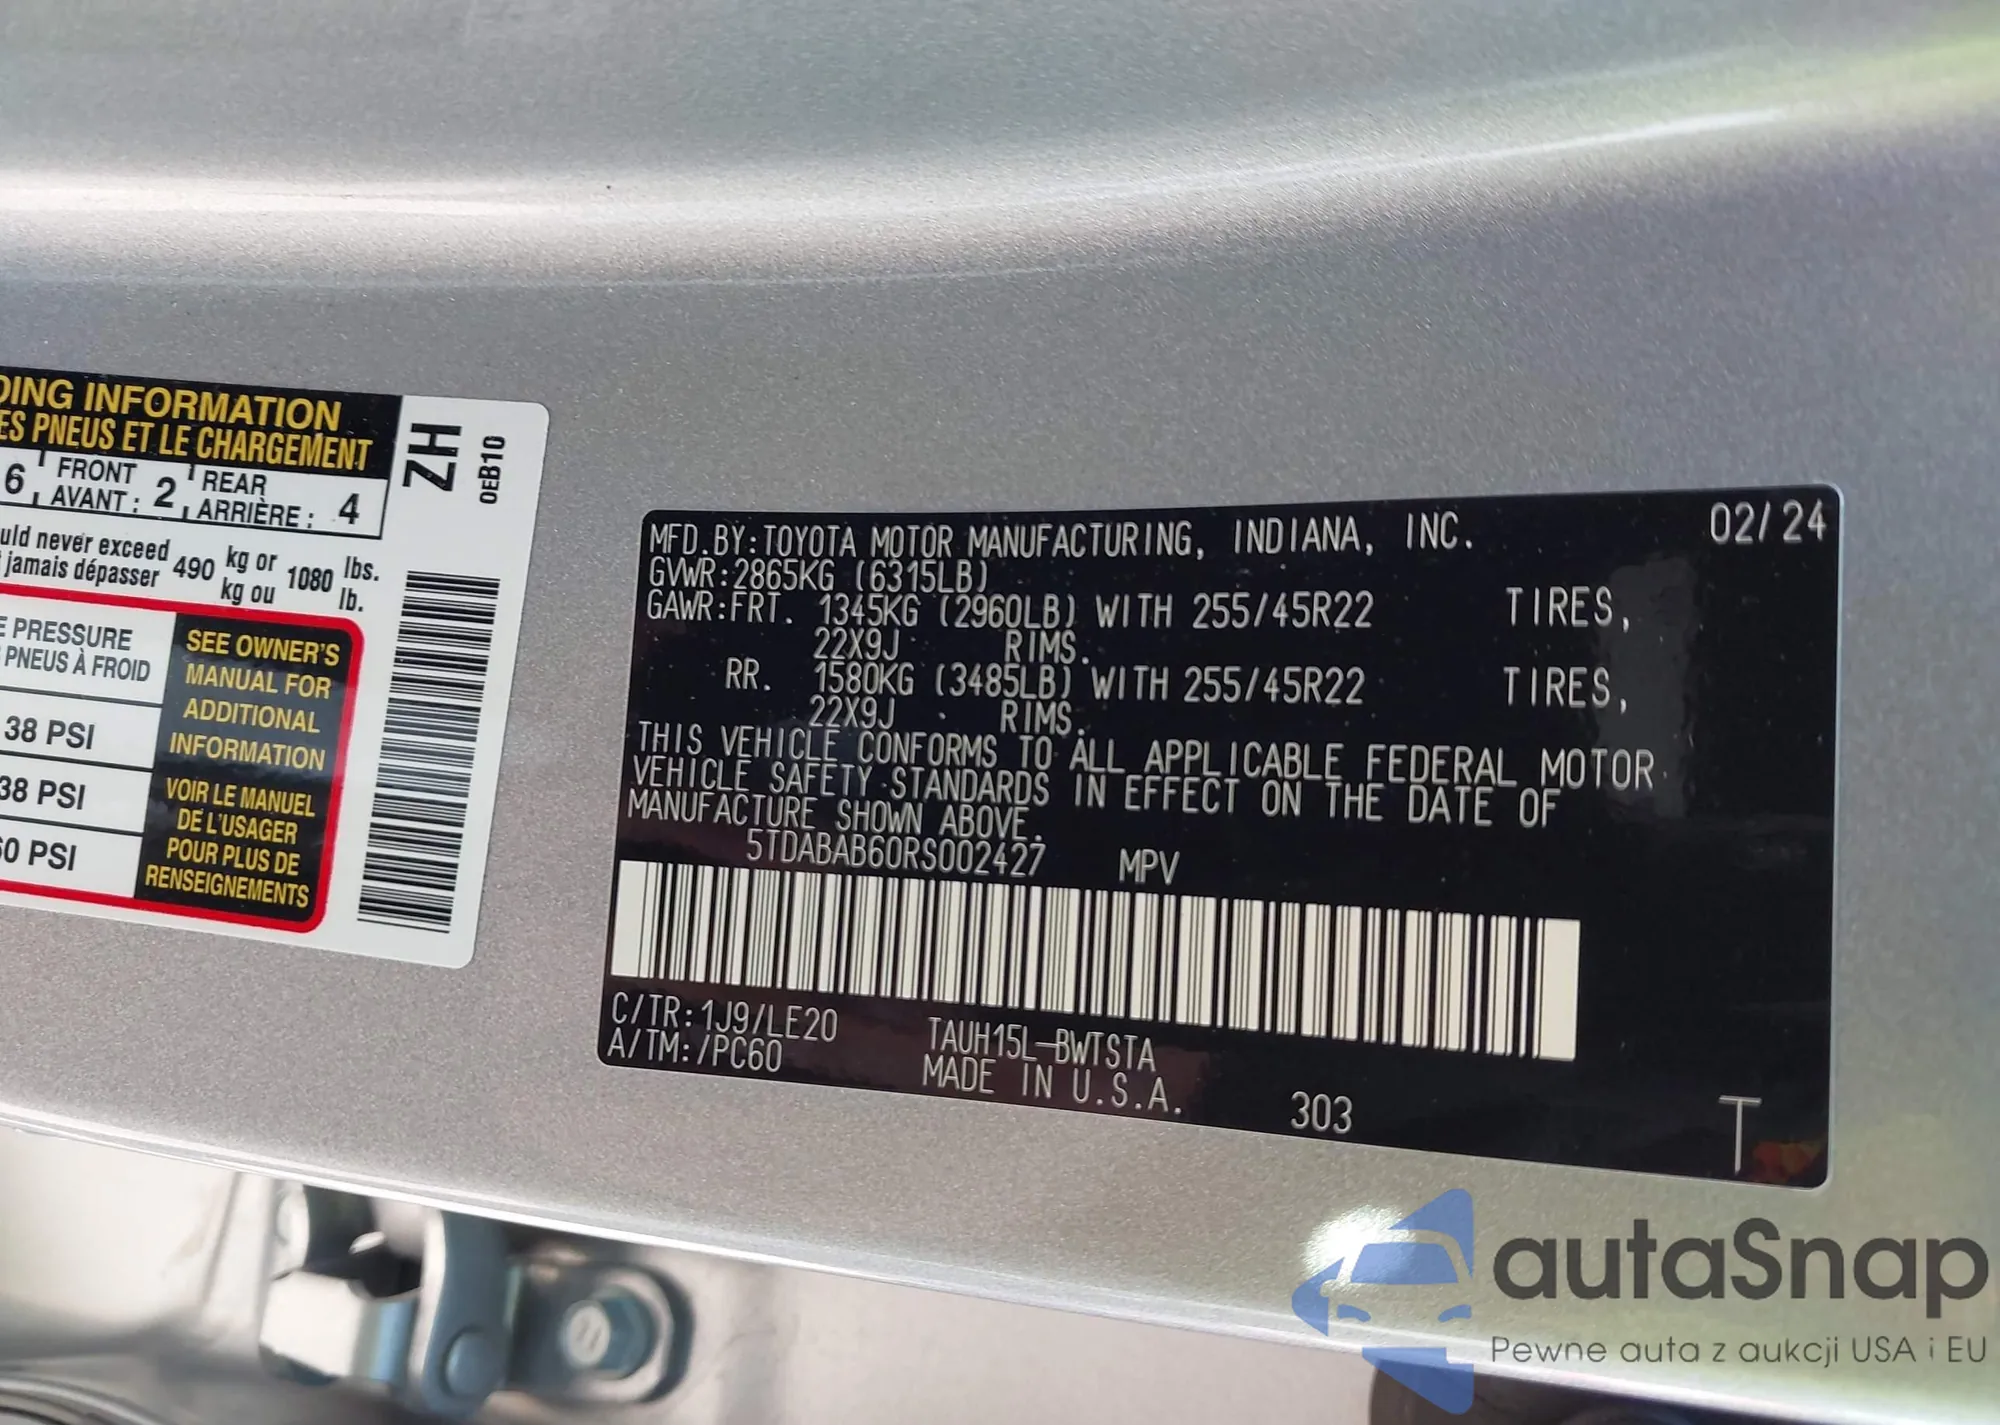 DING INFORMATION
ES PNEUS ET LE CHARGEMENT
6 FRONT AVANT : 2 REAR ARRIÈRE : 4
uld never exceed 490 kg or 1080 lbs.
jamais dépasser kg ou lb.
E PRESSURE
PNEUS À FROID
38 PSI
38 PSI
60 PSI
SEE OWNER'S
MANUAL FOR
ADDITIONAL
INFORMATION
VOIR LE MANUEL
DE L'USAGER
POUR PLUS DE
RENSEIGNEMENTS
ZH
0EB10
MFD.BY:TOYOTA MOTOR MANUFACTURING, INDIANA, INC. 02/24
GVWR:2865KG (6315LB)
GAWR:FRT. 1345KG (2960LB) WITH 255/45R22 TIRES,
22X9J RIMS.
RR. 1580KG (3485LB) WITH 255/45R22 TIRES,
22X9J RIMS.
THIS VEHICLE CONFORMS TO ALL APPLICABLE FEDERAL MOTOR
VEHICLE SAFETY STANDARDS IN EFFECT ON THE DATE OF
MANUFACTURE SHOWN ABOVE.
5TDABAB60RS002427 MPV
C/TR:1J9/LE20 TAUH15L-BWTSTA
A/TM:/PC60 MADE IN U.S.A. 303
T
autaSnap
Pewne auta z aukcji USA i EU